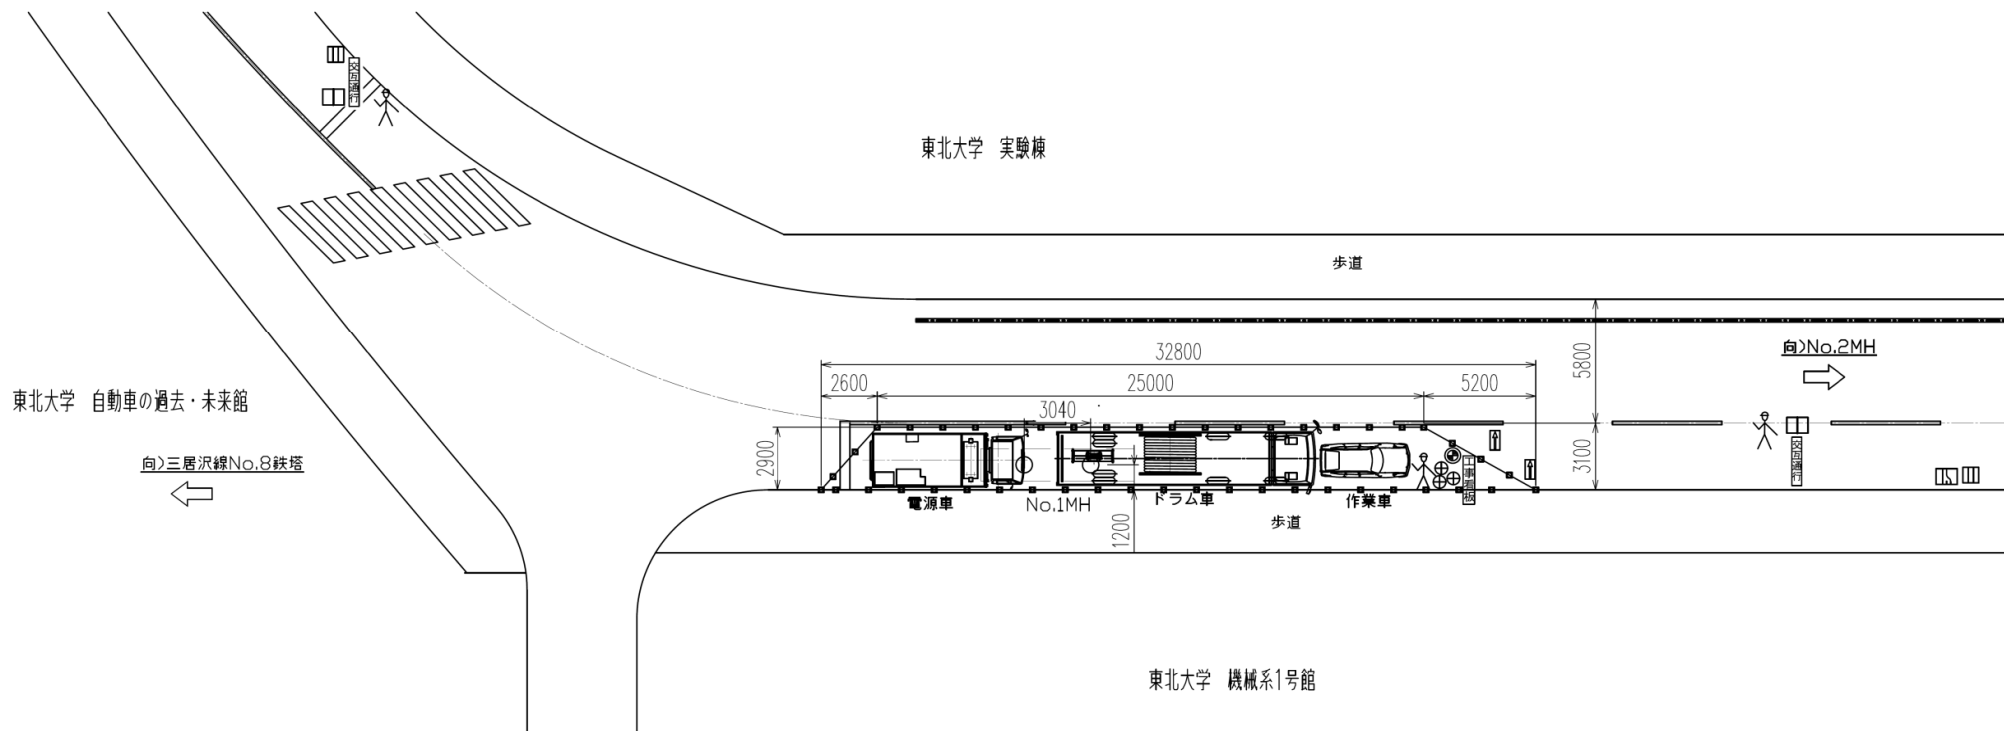 交互通行
東北大学 実験棟
歩道
32800
5800
向)No.2MH
2600
25000
5200
東北大学 自動車の過去・未来館
3040
2900
3100
交互通行
向)三居沢線No.8鉄塔
工事看板
電源車
No.1MH
ドラム車
作業車
1200
歩道
東北大学 機械系1号館